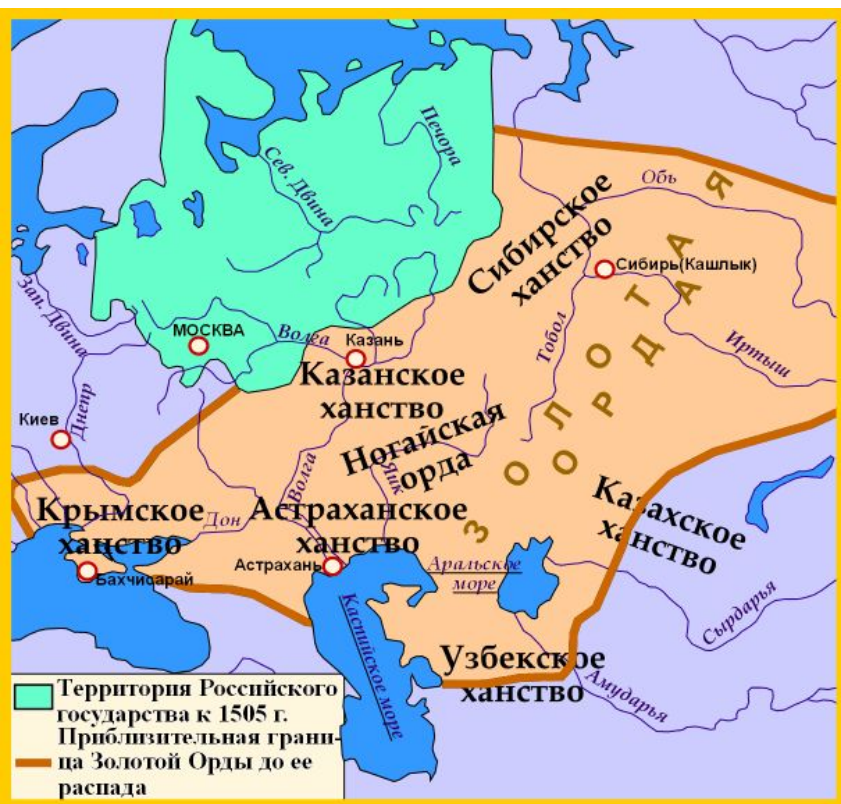 Печора
Сев. Двина
Обь
Сибирское
ханство
Сибирь(Кашлык)
Зап. Двина
МОСКВА
Волга
Казань
Тобол
Иртыш
ЗОЛОТАЯ
ОРДА
Казанское
ханство
Киев
Днепр
Ногайская
орда
Яик
Волга
Казахское
ханство
Крымское
ханство
Дон
Астраханское
ханство
Бахчисарай
Астрахань
Аральское
море
Каспийское море
Сырдарья
Узбекское
ханство
Амударья
Территория Российского
государства к 1505 г.
Приблизительная грани-
ца Золотой Орды до ее
распада